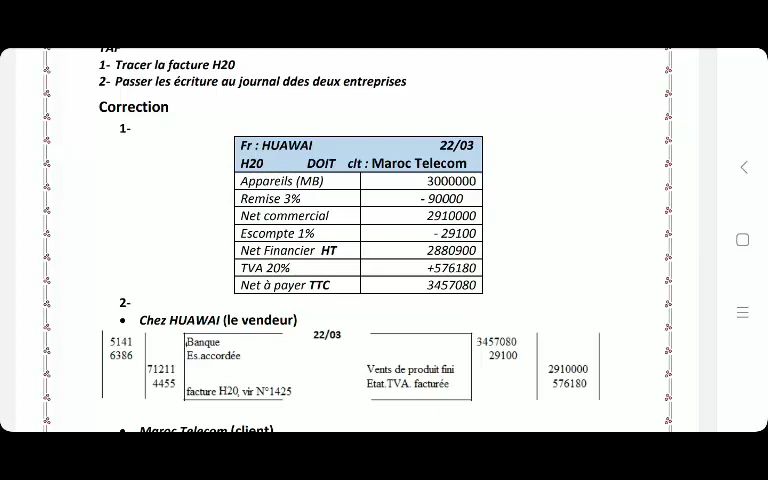 TAF
1- Tracer la facture H20
2- Passer les écriture au journal ddes deux entreprises
Correction
1-
Fr : HUAWAI 22/03
H20 DOIT clt : Maroc Telecom
Appareils (MB) 3000000
Remise 3% - 90000
Net commercial 2910000
Escompte 1% - 29100
Net Financier HT 2880900
TVA 20% +576180
Net à payer TTC 3457080
2-
• Chez HUAWAI (le vendeur)
22/03
5141 Banque 3457080
6386 Es.accordée 29100
71211 Vents de produit fini 2910000
4455 Etat.TVA. facturée 576180
facture H20, vir N°1425
• Maroc Telecom (client)